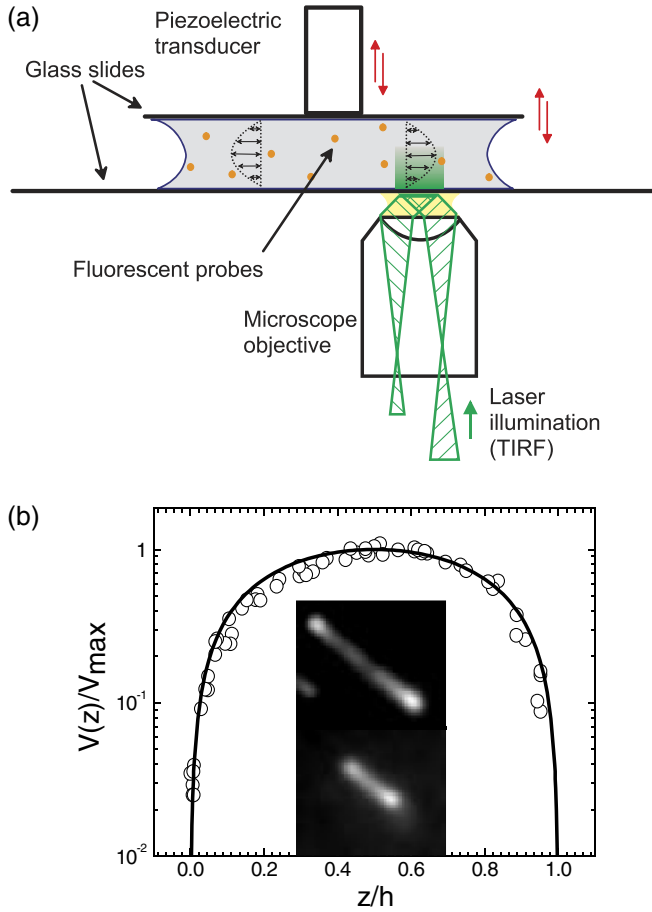 (a)
Piezoelectric
transducer
Glass slides
Fluorescent probes
Microscope
objective
Laser
illumination
(TIRF)
(b)
1
10-1
10-2
V(z)/Vmax
0.0 0.2 0.4 0.6 0.8 1.0
z/h